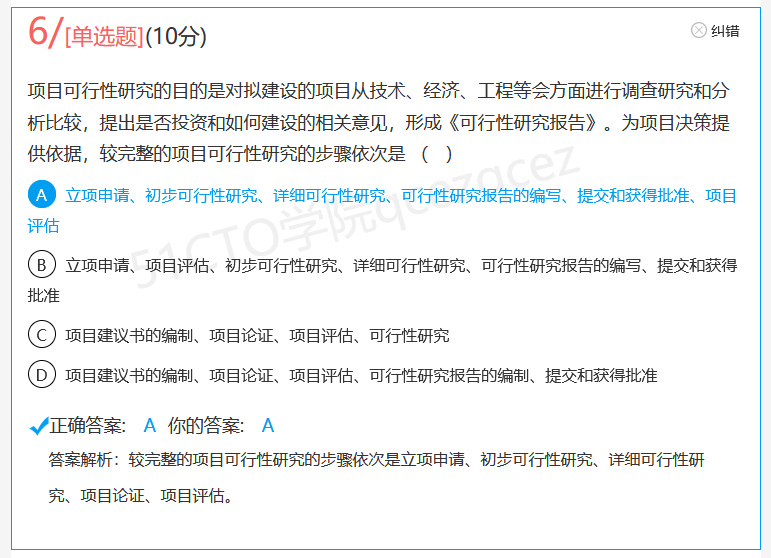 6/[单选题](10分)
纠错
项目可行性研究的目的是对拟建设的项目从技术、经济、工程等会方面进行调查研究和分
析比较，提出是否投资和如何建设的相关意见，形成《可行性研究报告》。为项目决策提
供依据，较完整的项目可行性研究的步骤依次是 （ ）
A 立项申请、初步可行性研究、详细可行性研究、可行性研究报告的编写、提交和获得批准、项目
评估
B 立项申请、项目评估、初步可行性研究、详细可行性研究、可行性研究报告的编写、提交和获得
批准
C 项目建议书的编制、项目论证、项目评估、可行性研究
D 项目建议书的编制、项目论证、项目评估、可行性研究报告的编制、提交和获得批准
正确答案: A 你的答案: A
答案解析：较完整的项目可行性研究的步骤依次是立项申请、初步可行性研究、详细可行性研
究、项目论证、项目评估。
51CTO学院qcezqcez